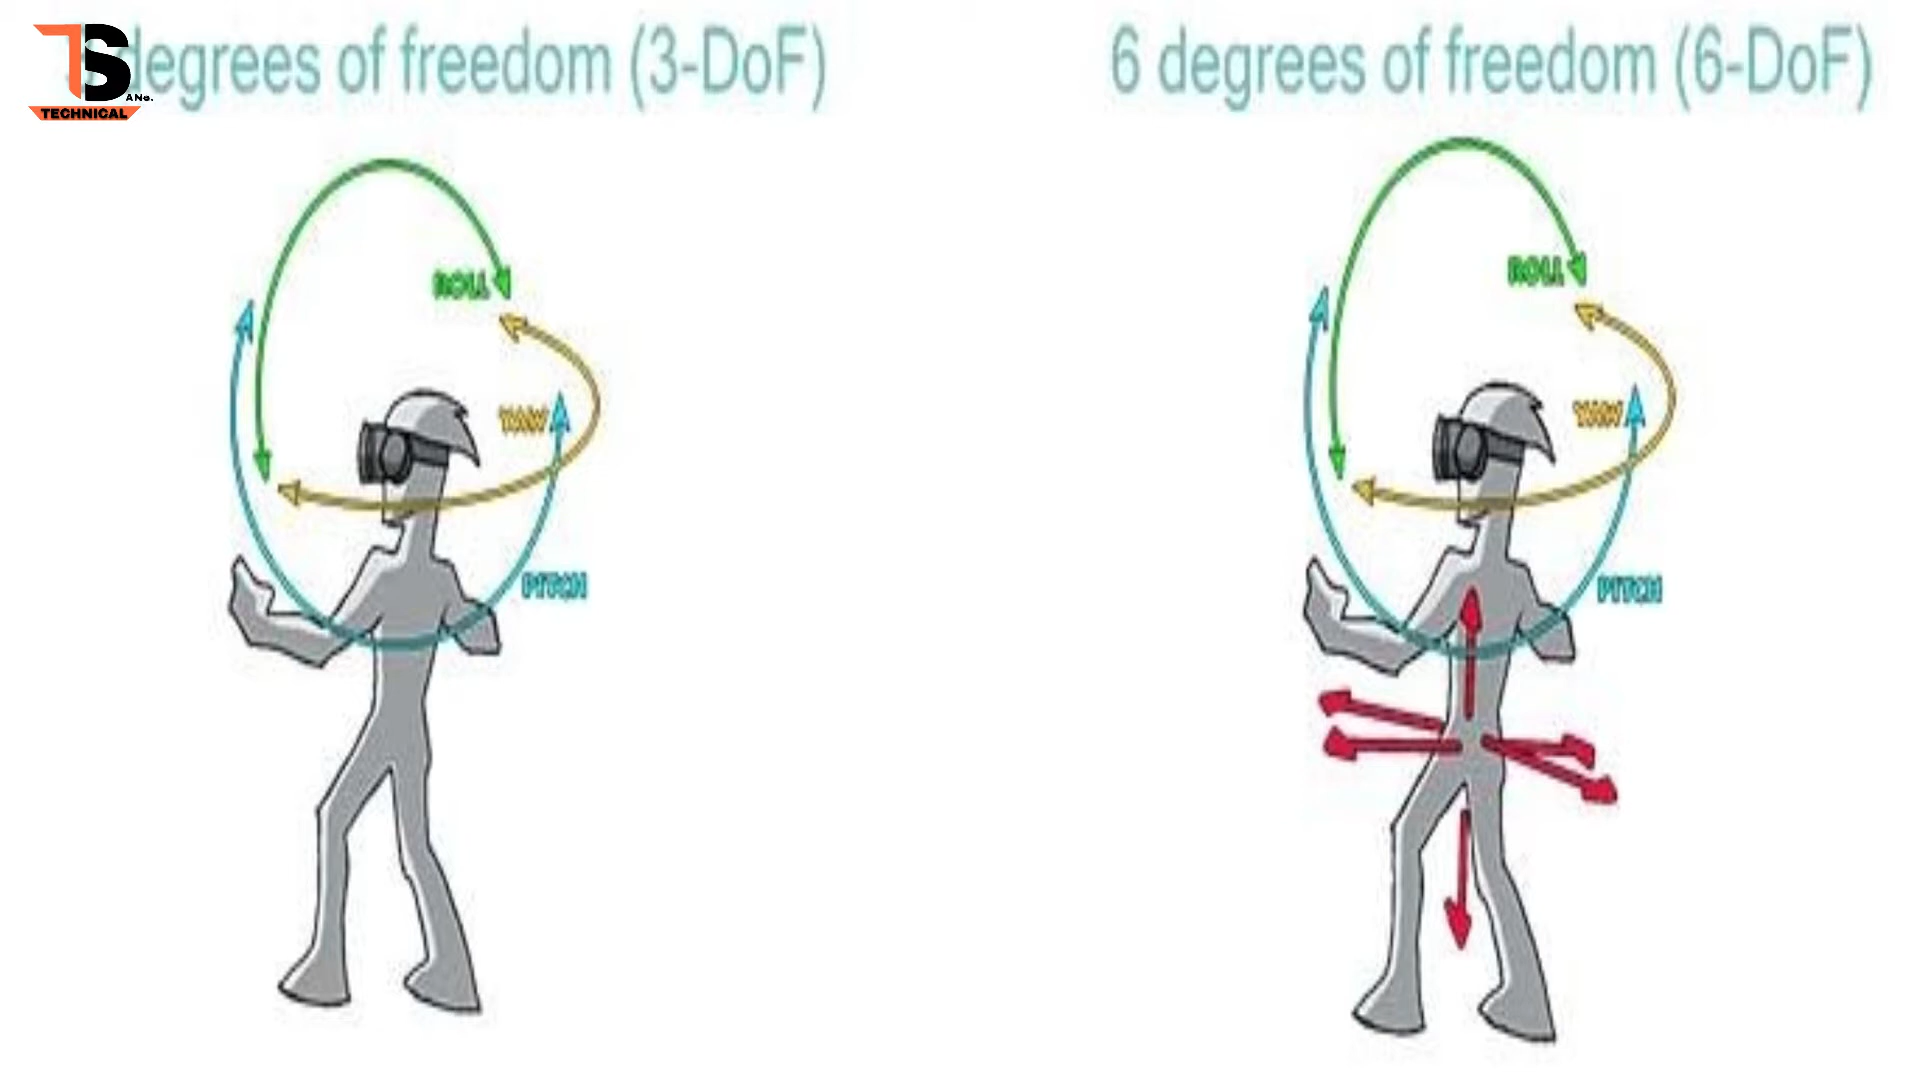 TS
ANe.
TECHNICAL
degrees of freedom (3-DoF)
ROLL
YAW
PITCH
6 degrees of freedom (6-DoF)
ROLL
YAW
PITCH